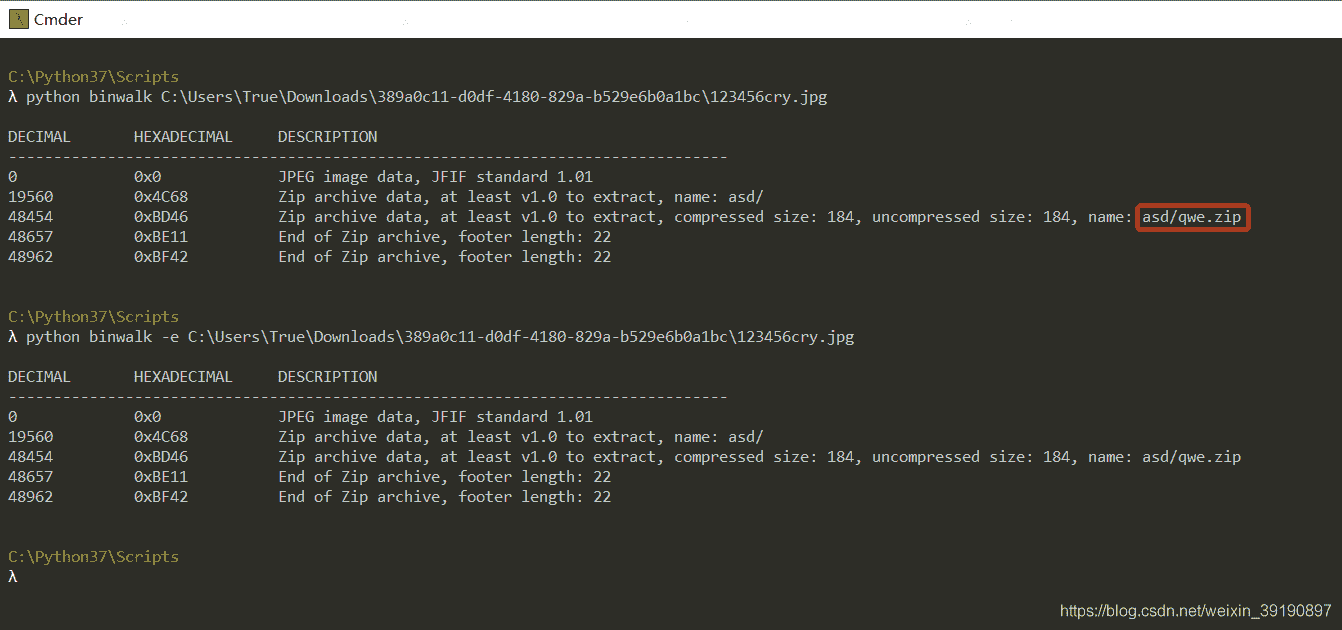 Cmder
C:\Python37\Scripts
λ python binwalk C:\Users\True\Downloads\389a0c11-d0df-4180-829a-b529e6b0a1bc\123456cry.jpg
DECIMAL       HEXADECIMAL     DESCRIPTION
--------------------------------------------------------------------------------
0             0x0             JPEG image data, JFIF standard 1.01
19560         0x4C68          Zip archive data, at least v1.0 to extract, name: asd/
48454         0xBD46          Zip archive data, at least v1.0 to extract, compressed size: 184, uncompressed size: 184, name: asd/qwe.zip
48657         0xBE11          End of Zip archive, footer length: 22
48962         0xBF42          End of Zip archive, footer length: 22
C:\Python37\Scripts
λ python binwalk -e C:\Users\True\Downloads\389a0c11-d0df-4180-829a-b529e6b0a1bc\123456cry.jpg
DECIMAL       HEXADECIMAL     DESCRIPTION
--------------------------------------------------------------------------------
0             0x0             JPEG image data, JFIF standard 1.01
19560         0x4C68          Zip archive data, at least v1.0 to extract, name: asd/
48454         0xBD46          Zip archive data, at least v1.0 to extract, compressed size: 184, uncompressed size: 184, name: asd/qwe.zip
48657         0xBE11          End of Zip archive, footer length: 22
48962         0xBF42          End of Zip archive, footer length: 22
C:\Python37\Scripts
λ
https://blog.csdn.net/weixin_39190897